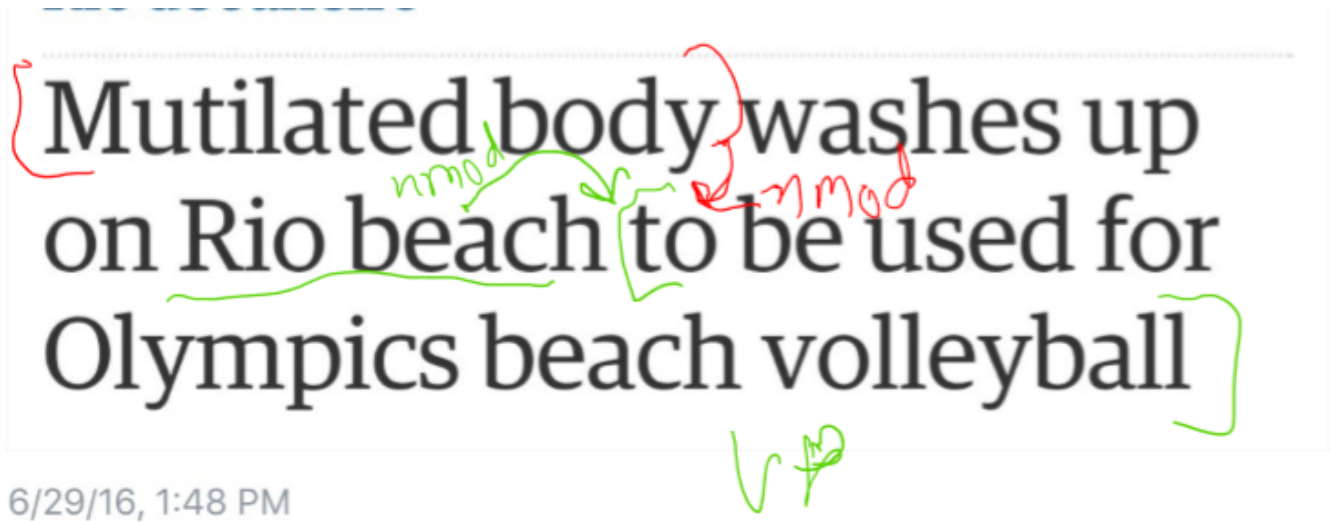 Mutilated body washes up
nmod
nmod
on Rio beach to be used for
Olympics beach volleyball
VP
6/29/16, 1:48 PM